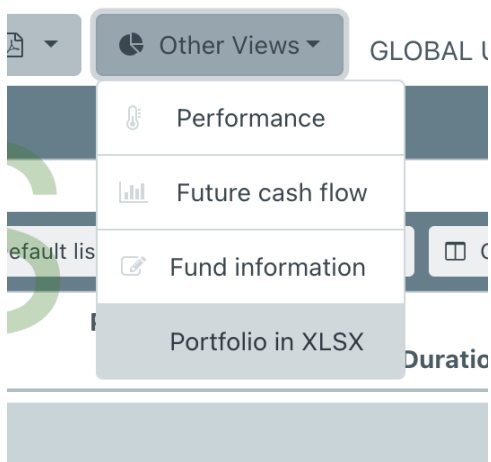 Other Views
GLOBAL
Performance
Future cash flow
efault lis
Fund information
Portfolio in XLSX
Duratio